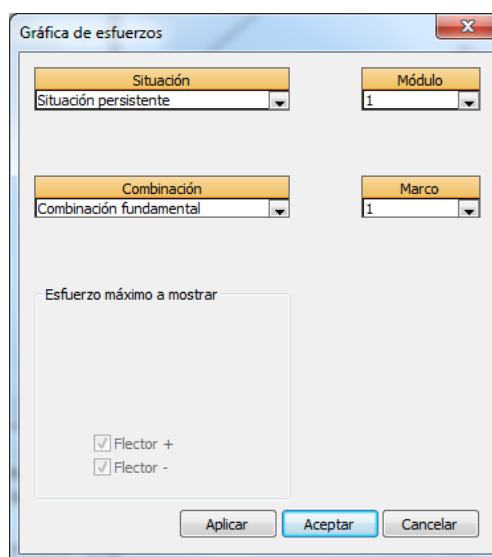 Gráfica de esfuerzos
Situación
Módulo
Situación persistente
1
Combinación
Marco
Combinación fundamental
1
Esfuerzo máximo a mostrar
Flector +
Flector -
Aplicar
Aceptar
Cancelar